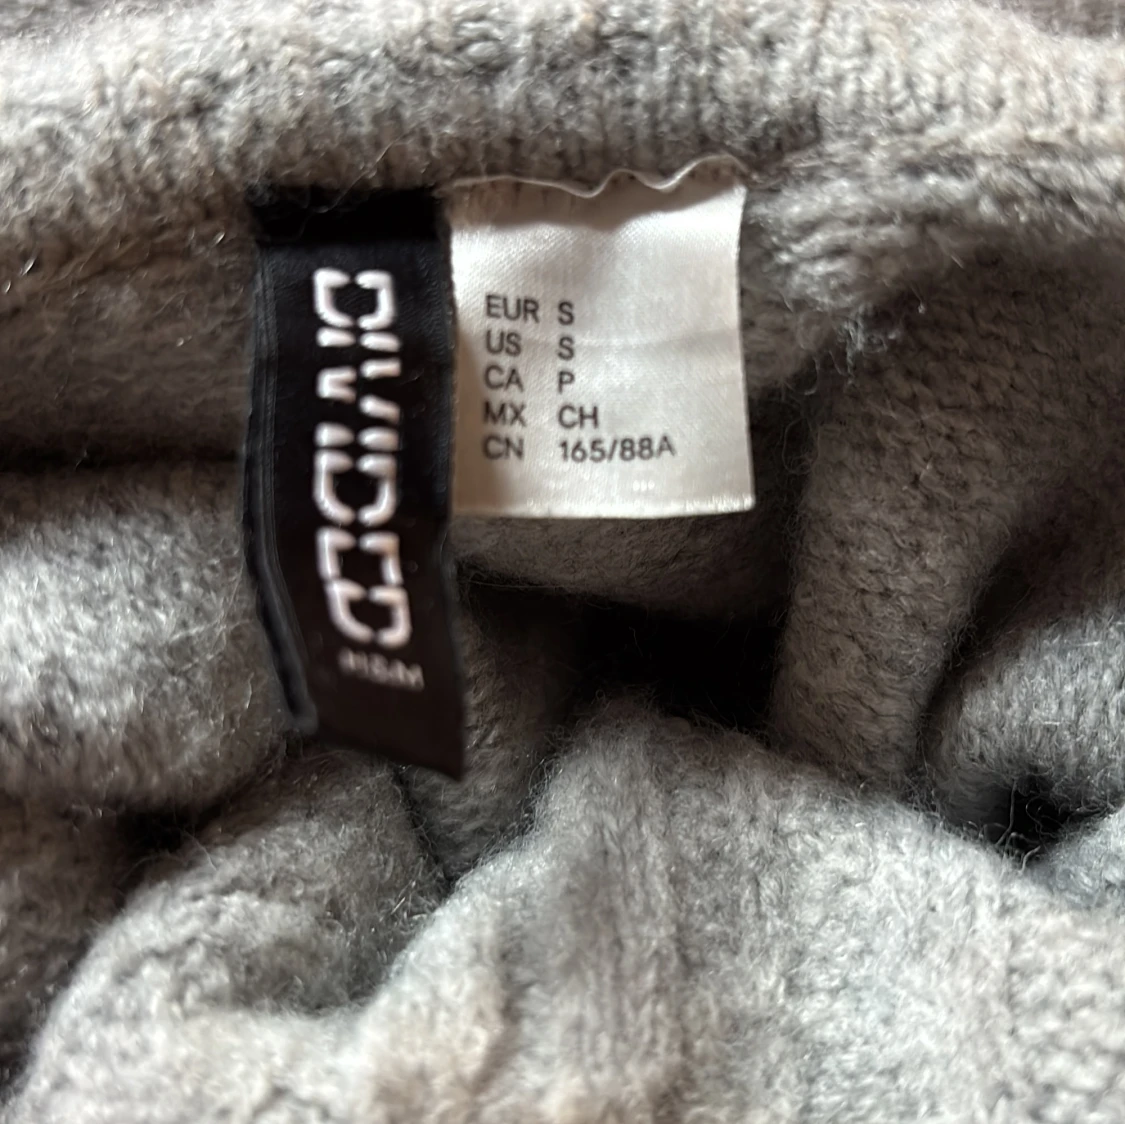 DIVIDED
H&M
EUR S
US S
CA P
MX CH
CN 165/88A